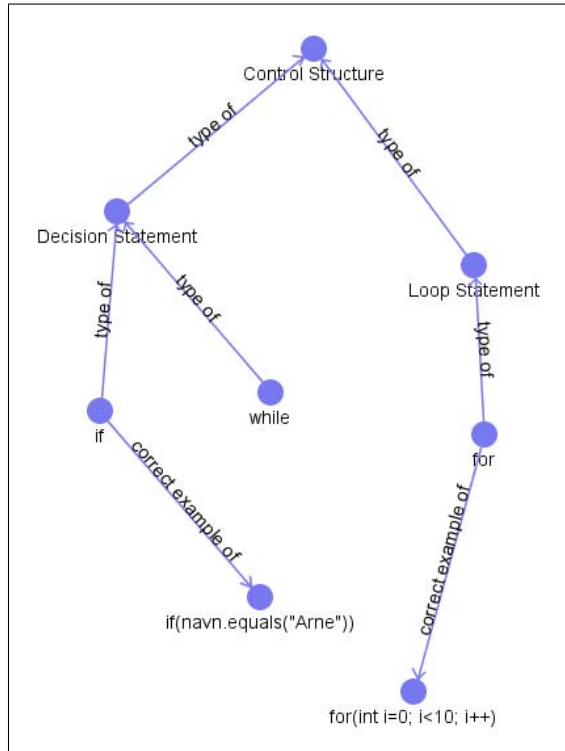 Control Structure
type of
type of
Decision Statement
Loop Statement
type of
type of
type of
while
if
for
correct example of
correct example of
if(navn.equals("Arne"))
for(int i=0; i<10; i++)